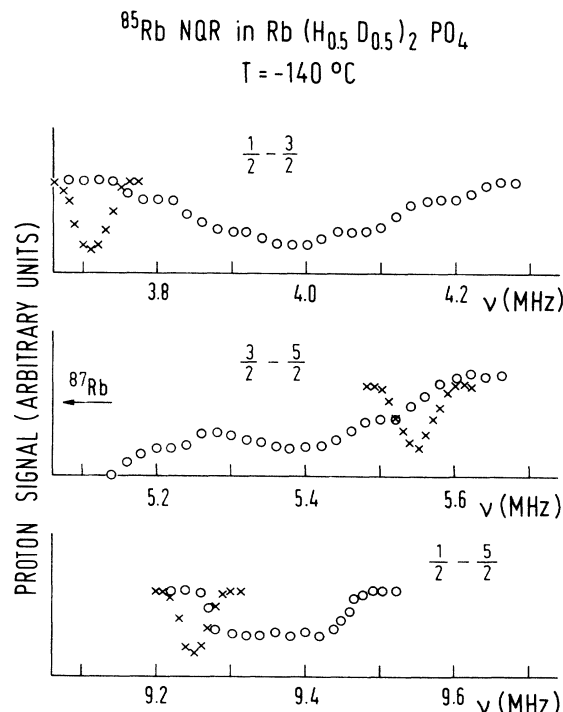 ⁸⁵Rb NQR in Rb (H₀.₅ D₀.₅)₂ PO₄
T = -140 °C
PROTON SIGNAL (ARBITRARY UNITS)
1/2 - 3/2
3.8 4.0 4.2 ν (MHz)
3/2 - 5/2
⁸⁷Rb
5.2 5.4 5.6 ν (MHz)
1/2 - 5/2
9.2 9.4 9.6 ν (MHz)